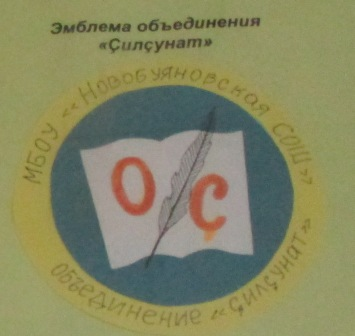 Эмблема объединения
«Çилçунат»
МБОУ «Новобуяновская СОШ»
О Ç
Объединение «Çилçунат»